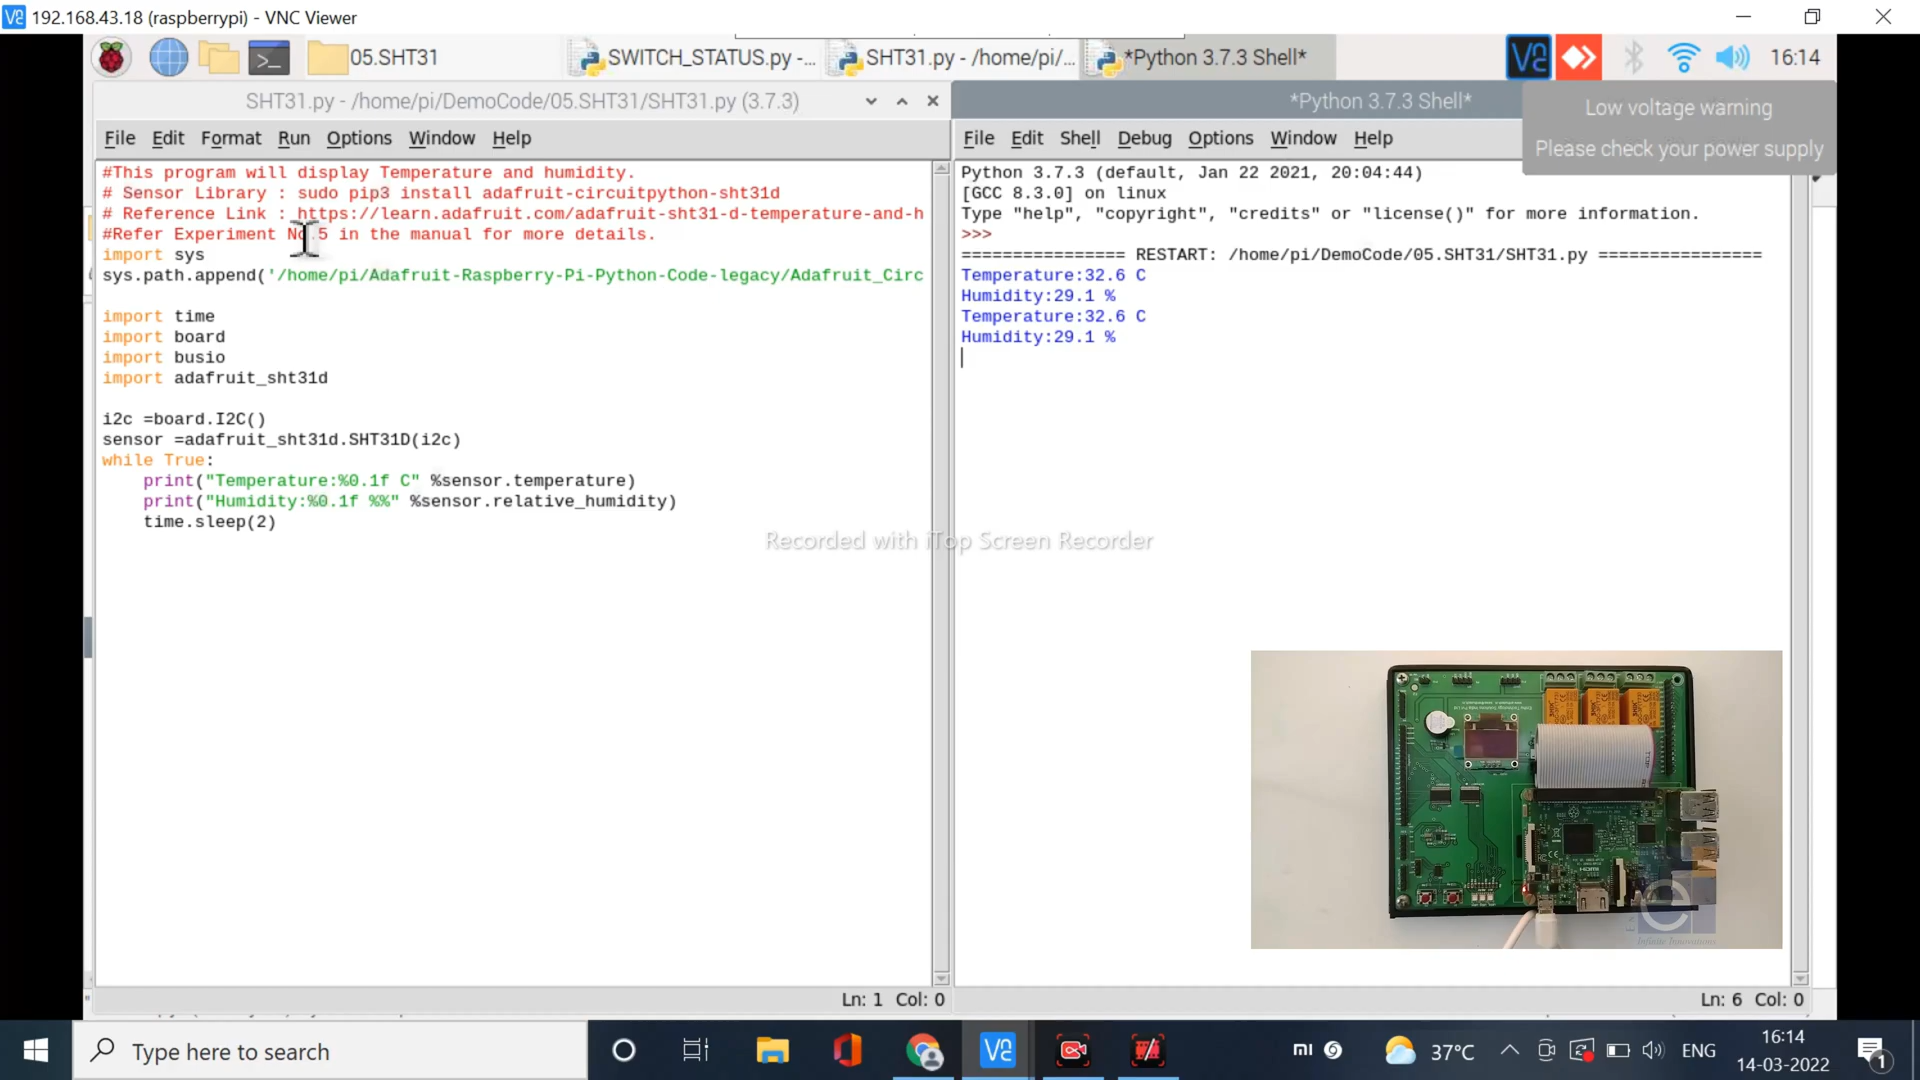 192.168.43.18 (raspberrypi) - VNC Viewer
05.SHT31
SWITCH_STATUS.py -...
SHT31.py - /home/pi/...
*Python 3.7.3 Shell*
16:14
SHT31.py - /home/pi/DemoCode/05.SHT31/SHT31.py (3.7.3)
File Edit Format Run Options Window Help
#This program will display Temperature and humidity.
# Sensor Library : sudo pip3 install adafruit-circuitpython-sht31d
# Reference Link : https://learn.adafruit.com/adafruit-sht31-d-temperature-and-h
#Refer Experiment No.5 in the manual for more details.
import sys
sys.path.append('/home/pi/Adafruit-Raspberry-Pi-Python-Code-legacy/Adafruit_Circ
import time
import board
import busio
import adafruit_sht31d
i2c =board.I2C()
sensor =adafruit_sht31d.SHT31D(i2c)
while True:
print("Temperature:%0.1f C" %sensor.temperature)
print("Humidity:%0.1f %%" %sensor.relative_humidity)
time.sleep(2)
Ln: 1 Col: 0
*Python 3.7.3 Shell*
Low voltage warning
Please check your power supply
File Edit Shell Debug Options Window Help
Python 3.7.3 (default, Jan 22 2021, 20:04:44)
[GCC 8.3.0] on linux
Type "help", "copyright", "credits" or "license()" for more information.
>>>
=============== RESTART: /home/pi/DemoCode/05.SHT31/SHT31.py ================
Temperature:32.6 C
Humidity:29.1 %
Temperature:32.6 C
Humidity:29.1 %
Recorded with iTop Screen Recorder
Infinite Innovations
Ln: 6 Col: 0
Type here to search
37°C
ENG
16:14
14-03-2022
1